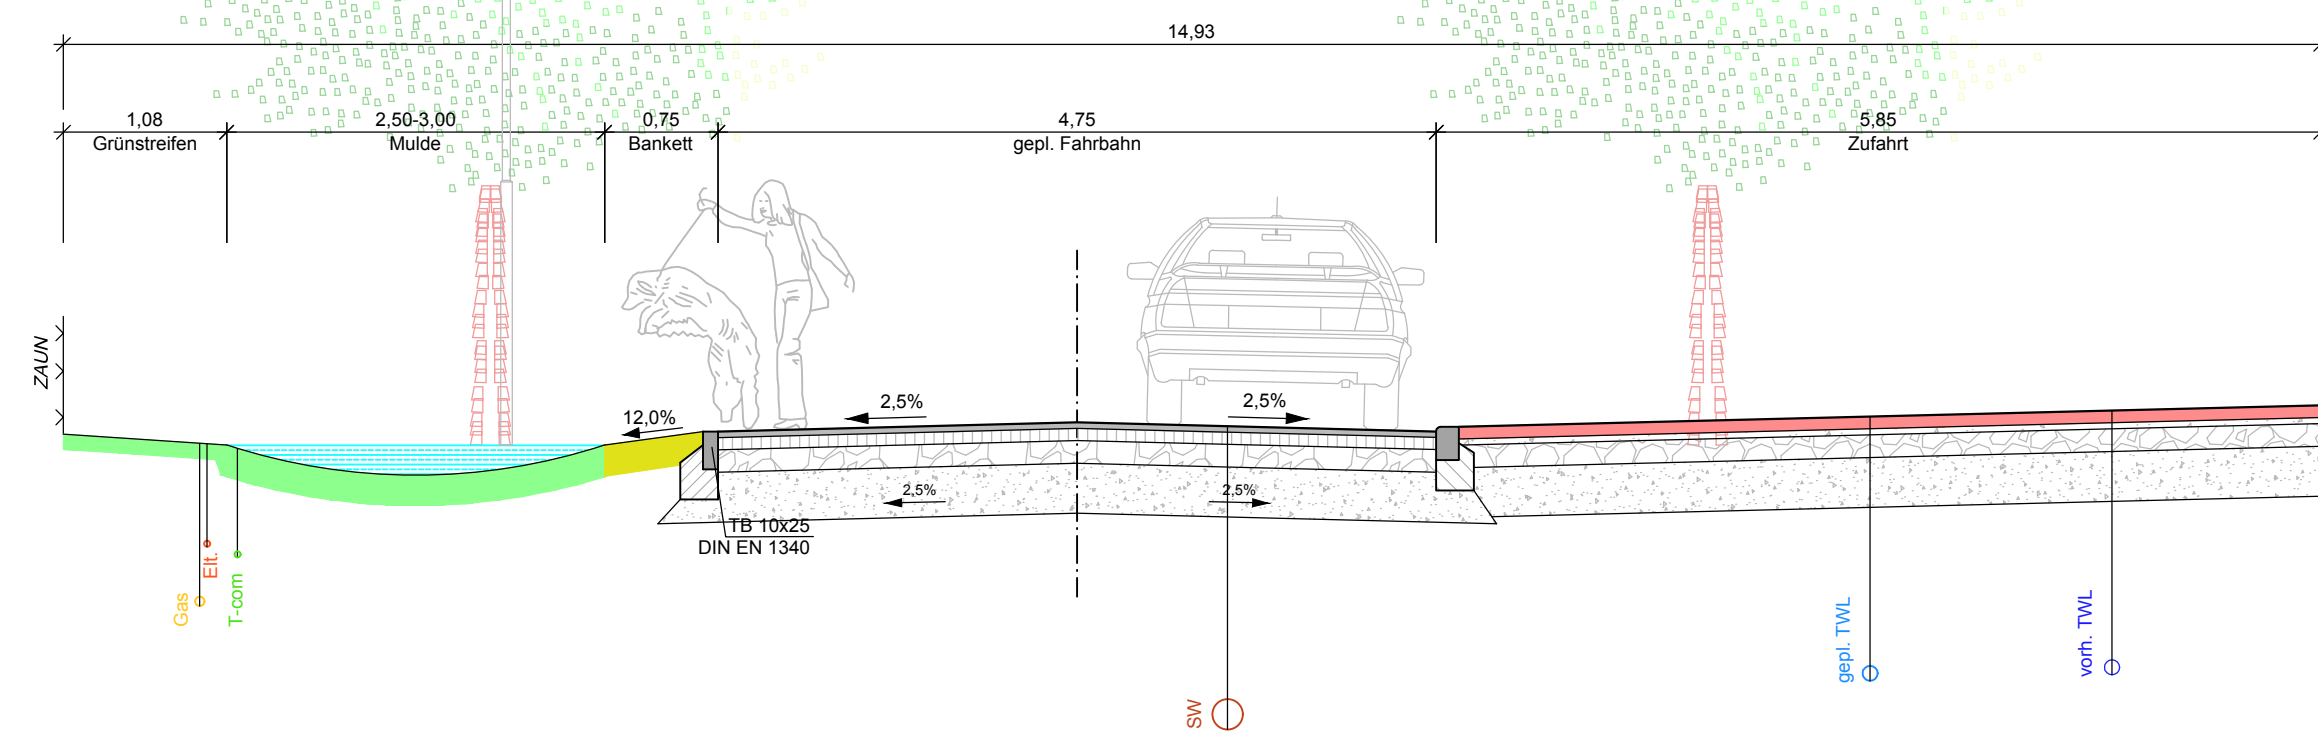 14,93
1,08
Grünstreifen
2,50-3,00
Mulde
0,75
Bankett
4,75
gepl. Fahrbahn
5,85
Zufahrt
ZAUN
12,0%
2,5%
2,5%
2,5%
2,5%
TB 10x25
DIN EN 1340
Gas
Elt.
T-com
SW
gepl. TWL
vorh. TWL